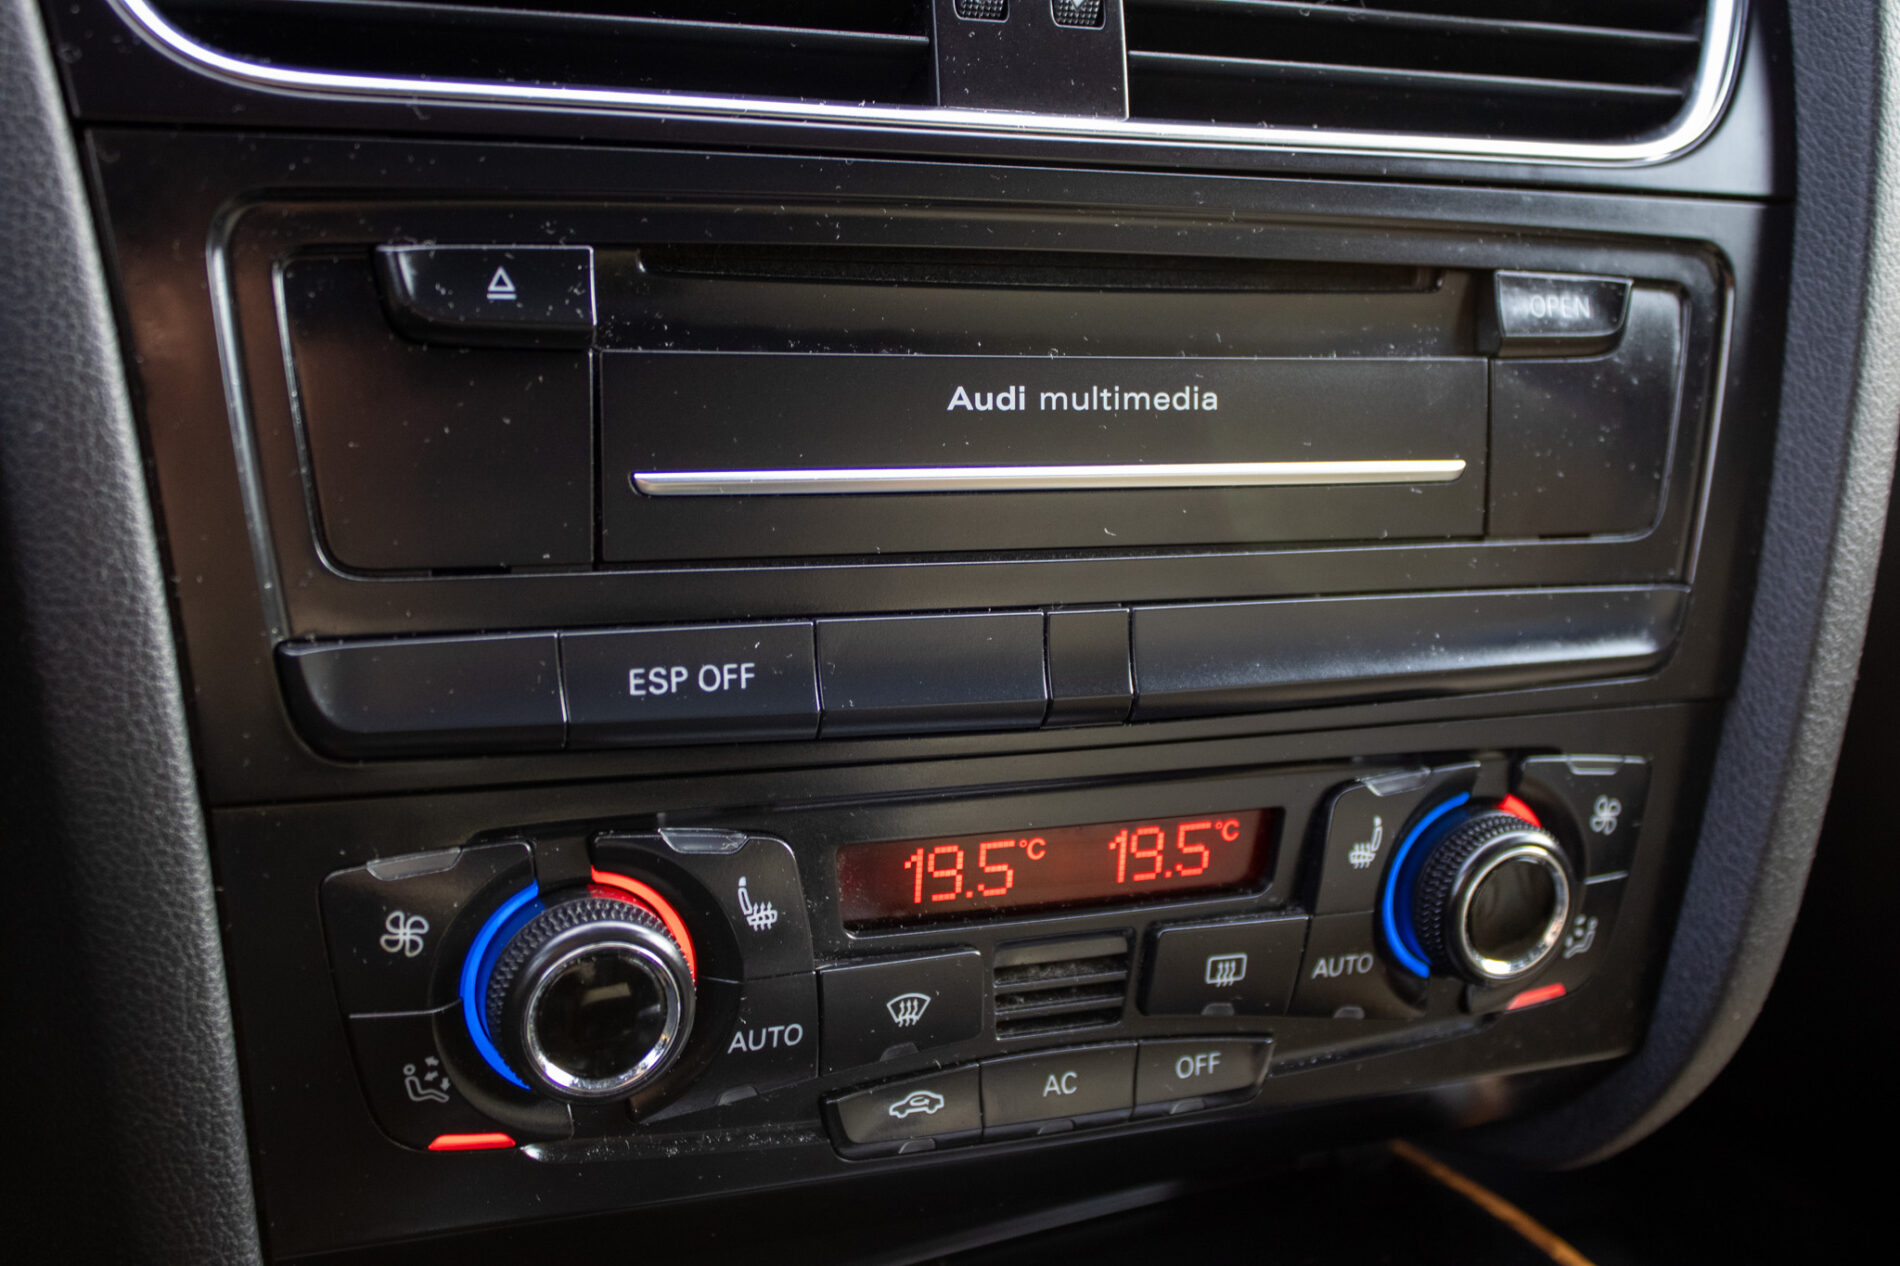 OPEN
Audi multimedia
ESP OFF
19.5°C 19.5°C
AUTO
AUTO
AC
OFF